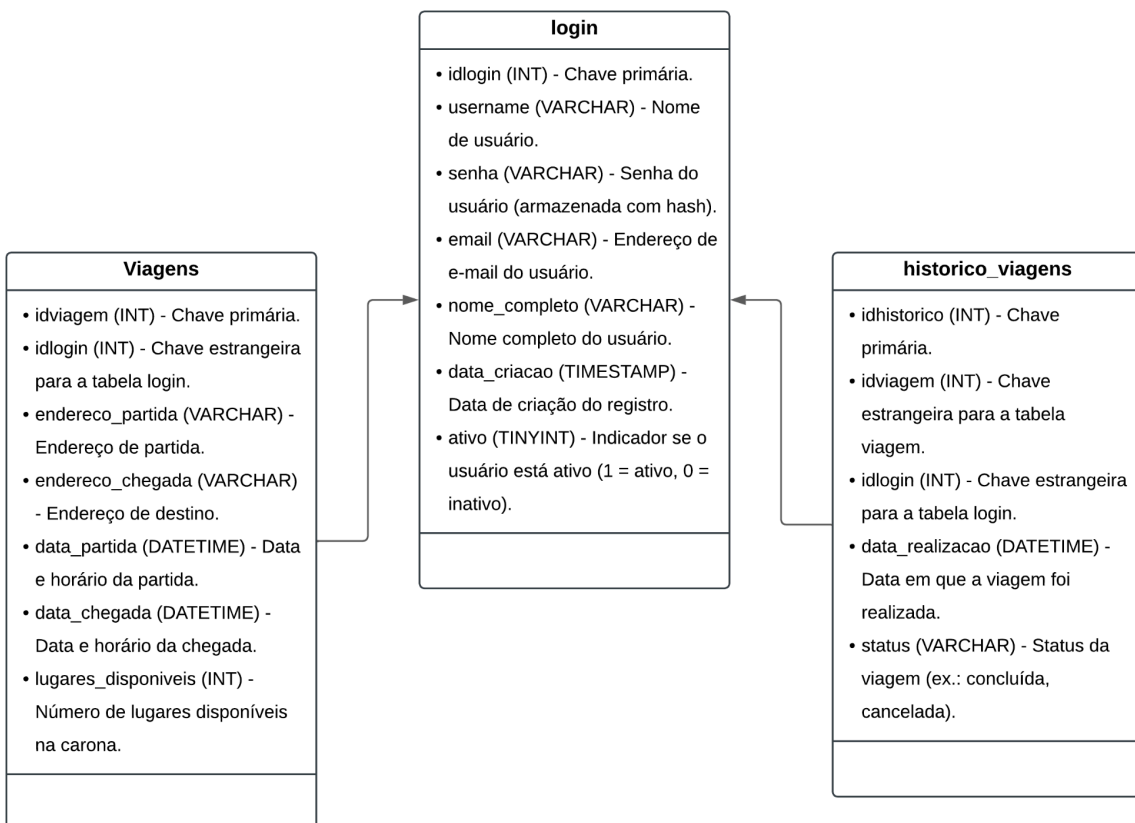 login
• idlogin (INT) - Chave primária.
• username (VARCHAR) - Nome
de usuário.
• senha (VARCHAR) - Senha do
usuário (armazenada com hash).
• email (VARCHAR) - Endereço de
e-mail do usuário.
• nome_completo (VARCHAR) -
Nome completo do usuário.
• data_criacao (TIMESTAMP) -
Data de criação do registro.
• ativo (TINYINT) - Indicador se o
usuário está ativo (1 = ativo, 0 =
inativo).
Viagens
• idviagem (INT) - Chave primária.
• idlogin (INT) - Chave estrangeira
para a tabela login.
• endereco_partida (VARCHAR) -
Endereço de partida.
• endereco_chegada (VARCHAR)
- Endereço de destino.
• data_partida (DATETIME) - Data
e horário da partida.
• data_chegada (DATETIME) -
Data e horário da chegada.
• lugares_disponiveis (INT) -
Número de lugares disponíveis
na carona.
historico_viagens
• idhistorico (INT) - Chave
primária.
• idviagem (INT) - Chave
estrangeira para a tabela
viagem.
• idlogin (INT) - Chave estrangeira
para a tabela login.
• data_realizacao (DATETIME) -
Data em que a viagem foi
realizada.
• status (VARCHAR) - Status da
viagem (ex.: concluída,
cancelada).